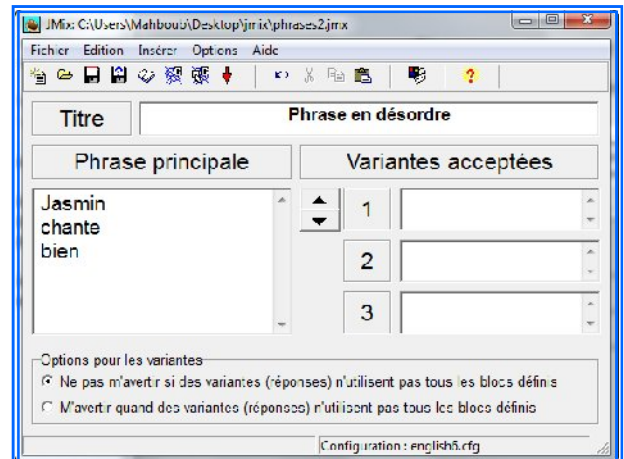 JMix: C:\Users\Mahboub\Desktop\jmix\phrases2.jmx
Fichier Edition Insérer Options Aide
?
Titre Phrase en désordre
Phrase principale Variantes acceptées
Jasmin
chante
bien
1
2
3
Options pour les variantes
Ne pas m'avertir si des variantes (réponses) n'utilisent pas tous les blocs définis
M'avertir quand des variantes (réponses) n'utilisent pas tous les blocs définis
Configuration : english6.cfg